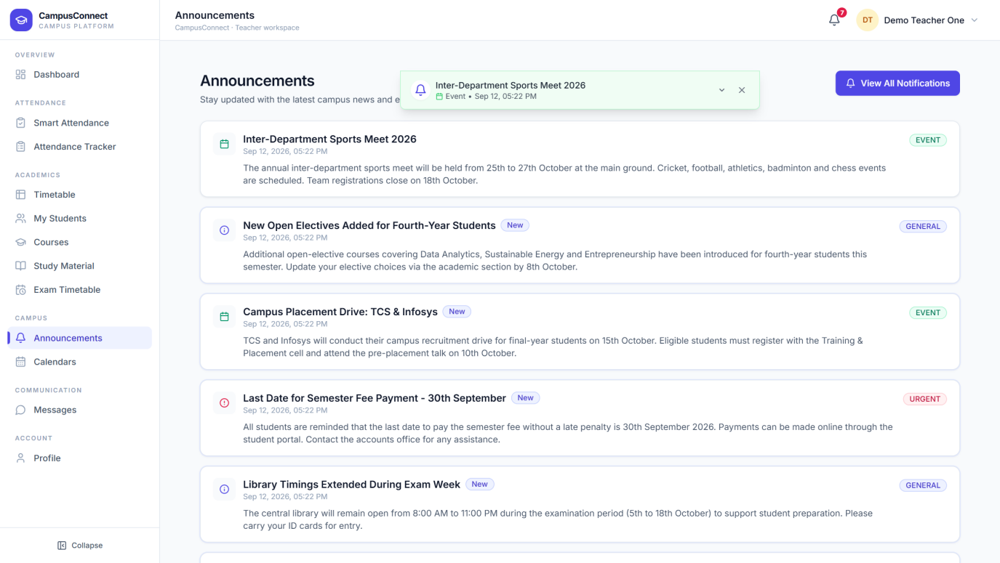 CampusConnect
CAMPUS PLATFORM
OVERVIEW
Dashboard
ATTENDANCE
Smart Attendance
Attendance Tracker
ACADEMICS
Timetable
My Students
Courses
Study Material
Exam Timetable
CAMPUS
Announcements
Calendars
COMMUNICATION
Messages
ACCOUNT
Profile
Collapse
Announcements
CampusConnect · Teacher workspace
7
DT
Demo Teacher One
Announcements
Stay updated with the latest campus news and e
Inter-Department Sports Meet 2026
Event • Sep 12, 05:22 PM
View All Notifications
Inter-Department Sports Meet 2026
EVENT
Sep 12, 2026, 05:22 PM
The annual inter-department sports meet will be held from 25th to 27th October at the main ground. Cricket, football, athletics, badminton and chess events
are scheduled. Team registrations close on 18th October.
New Open Electives Added for Fourth-Year Students New
GENERAL
Sep 12, 2026, 05:22 PM
Additional open-elective courses covering Data Analytics, Sustainable Energy and Entrepreneurship have been introduced for fourth-year students this
semester. Update your elective choices via the academic section by 8th October.
Campus Placement Drive: TCS & Infosys New
EVENT
Sep 12, 2026, 05:22 PM
TCS and Infosys will conduct their campus recruitment drive for final-year students on 15th October. Eligible students must register with the Training &
Placement cell and attend the pre-placement talk on 10th October.
Last Date for Semester Fee Payment - 30th September New
URGENT
Sep 12, 2026, 05:22 PM
All students are reminded that the last date to pay the semester fee without a late penalty is 30th September 2026. Payments can be made online through the
student portal. Contact the accounts office for any assistance.
Library Timings Extended During Exam Week New
GENERAL
Sep 12, 2026, 05:22 PM
The central library will remain open from 8:00 AM to 11:00 PM during the examination period (5th to 18th October) to support student preparation. Please
carry your ID cards for entry.